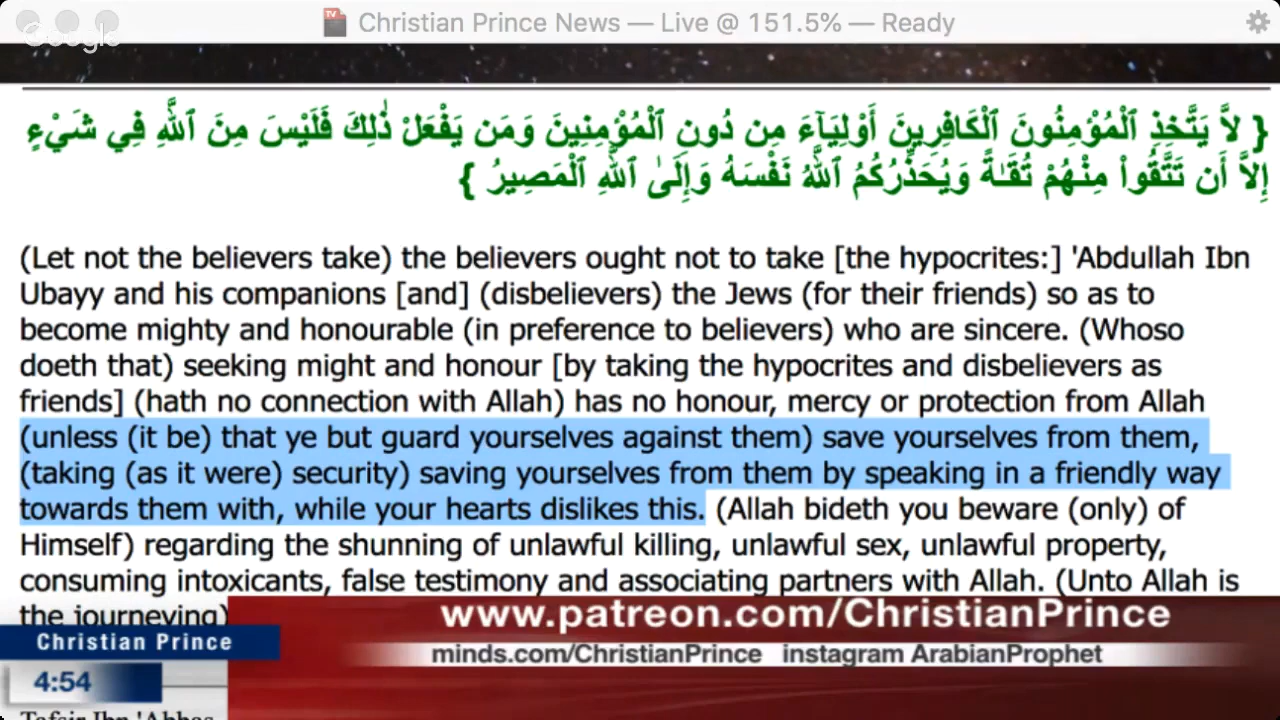 Christian Prince News — Live @ 151.5% — Ready
Google
{ لاَّ يَتَّخِذِ ٱلْمُؤْمِنُونَ ٱلْكَافِرِينَ أَوْلِيَآءَ مِن دُونِ ٱلْمُؤْمِنِينَ وَمَن يَفْعَلْ ذٰلِكَ فَلَيْسَ مِنَ ٱللَّهِ فِي شَيْءٍ
إِلاَّ أَن تَتَّقُواْ مِنْهُمْ تُقَـٰةً وَيُحَذِّرُكُمُ ٱللَّهُ نَفْسَهُ وَإِلَىٰ ٱللَّهِ ٱلْمَصِيرُ }
(Let not the believers take) the believers ought not to take [the hypocrites:] 'Abdullah Ibn
Ubayy and his companions [and] (disbelievers) the Jews (for their friends) so as to
become mighty and honourable (in preference to believers) who are sincere. (Whoso
doeth that) seeking might and honour [by taking the hypocrites and disbelievers as
friends] (hath no connection with Allah) has no honour, mercy or protection from Allah
(unless (it be) that ye but guard yourselves against them) save yourselves from them,
(taking (as it were) security) saving yourselves from them by speaking in a friendly way
towards them with, while your hearts dislikes this. (Allah bideth you beware (only) of
Himself) regarding the shunning of unlawful killing, unlawful sex, unlawful property,
consuming intoxicants, false testimony and associating partners with Allah. (Unto Allah is
the journeying)
www.patreon.com/ChristianPrince
Christian Prince
minds.com/ChristianPrince instagram ArabianProphet
4:54
Tafsir Ibn 'Abbas